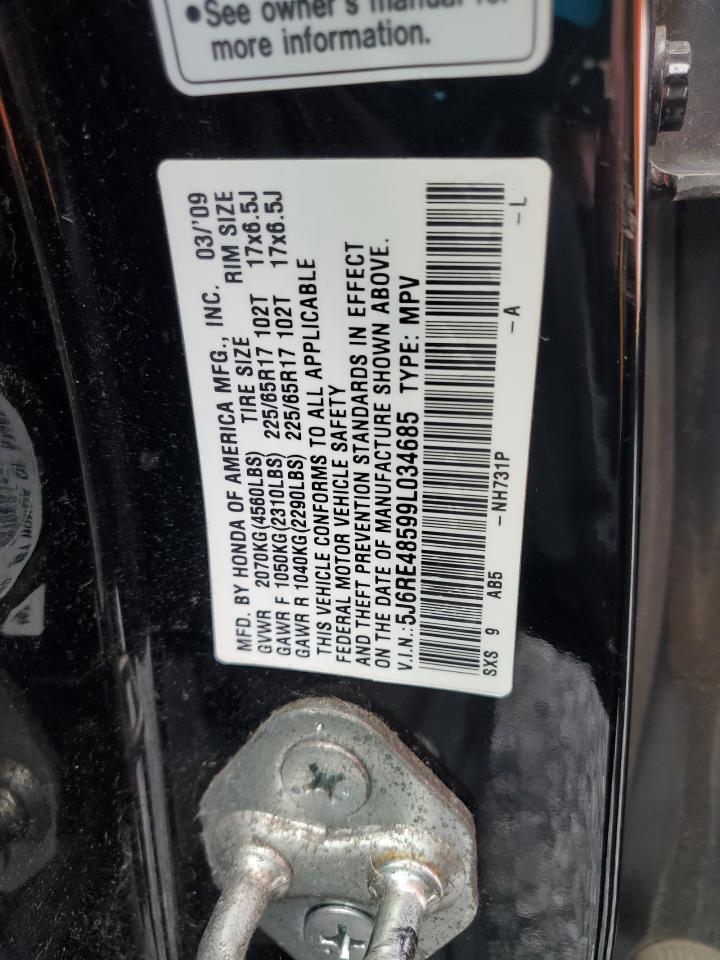 •See owner's manual for
more information.
MFD. BY HONDA OF AMERICA MFG., INC. 03/'09
GVWR 2070KG(4560LBS) TIRE SIZE RIM SIZE
GAWR F 1050KG(2310LBS) 225/65R17 102T 17x6.5J
GAWR R 1040KG(2290LBS) 225/65R17 102T 17x6.5J
THIS VEHICLE CONFORMS TO ALL APPLICABLE
FEDERAL MOTOR VEHICLE SAFETY
AND THEFT PREVENTION STANDARDS IN EFFECT
ON THE DATE OF MANUFACTURE SHOWN ABOVE.
V.I.N.:5J6RE48599L034685 TYPE: MPV
SXS 9 AB5 -NH731P -A -L